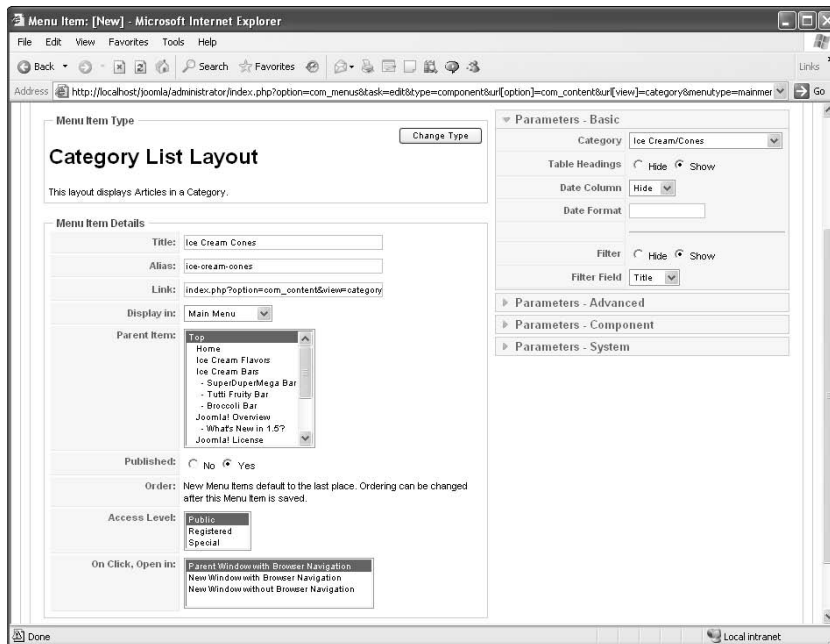 Menu Item: [New] - Microsoft Internet Explorer
File Edit View Favorites Tools Help
Back Search Favorites Links
Address http://localhost/joomla/administrator/index.php?option=com_menus&task=edit&type=component&url[option]=com_content&url[view]=category&menutype=mainmer Go
Menu Item Type
Change Type
Category List Layout
This layout displays Articles in a Category.
Menu Item Details
Title: Ice Cream Cones
Alias: ice-cream-cones
Link: index.php?option=com_content&view=category
Display in: Main Menu
Parent Item: Top
Home
Ice Cream Flavors
Ice Cream Bars
- SuperDuperMega Bar
- Tutti Fruity Bar
- Broccoli Bar
Joomla! Overview
- What's New in 1.5?
Joomla! License
Published: No Yes
Order: New Menu Items default to the last place. Ordering can be changed
after this Menu Item is saved.
Access Level: Public
Registered
Special
On Click, Open in: Parent Window with Browser Navigation
New Window with Browser Navigation
New Window without Browser Navigation
Parameters - Basic
Category Ice Cream/Cones
Table Headings Hide Show
Date Column Hide
Date Format
Filter Hide Show
Filter Field Title
Parameters - Advanced
Parameters - Component
Parameters - System
Done Local intranet